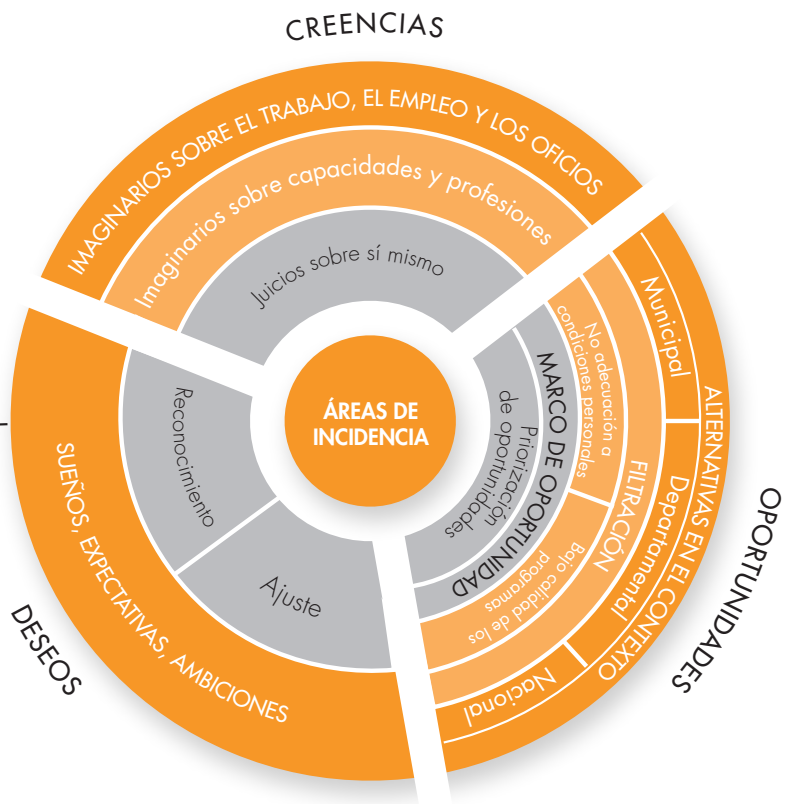 CREENCIAS
IMAGINARIOS SOBRE EL TRABAJO, EL EMPLEO Y LOS OFICIOS
Imaginarios sobre capacidades y profesiones
Juicios sobre sí mismo
ÁREAS DE
INCIDENCIA
OPORTUNIDADES
ALTERNATIVAS EN EL CONTEXTO
Municipal
Departamental
Nacional
FILTRACIÓN
No adecuación a
condiciones personales
Bajo calidad de los
programas
MARCO DE OPORTUNIDAD
Priorización
de oportunidades
DESEOS
SUEÑOS, EXPECTATIVAS, AMBICIONES
Reconocimiento
Ajuste